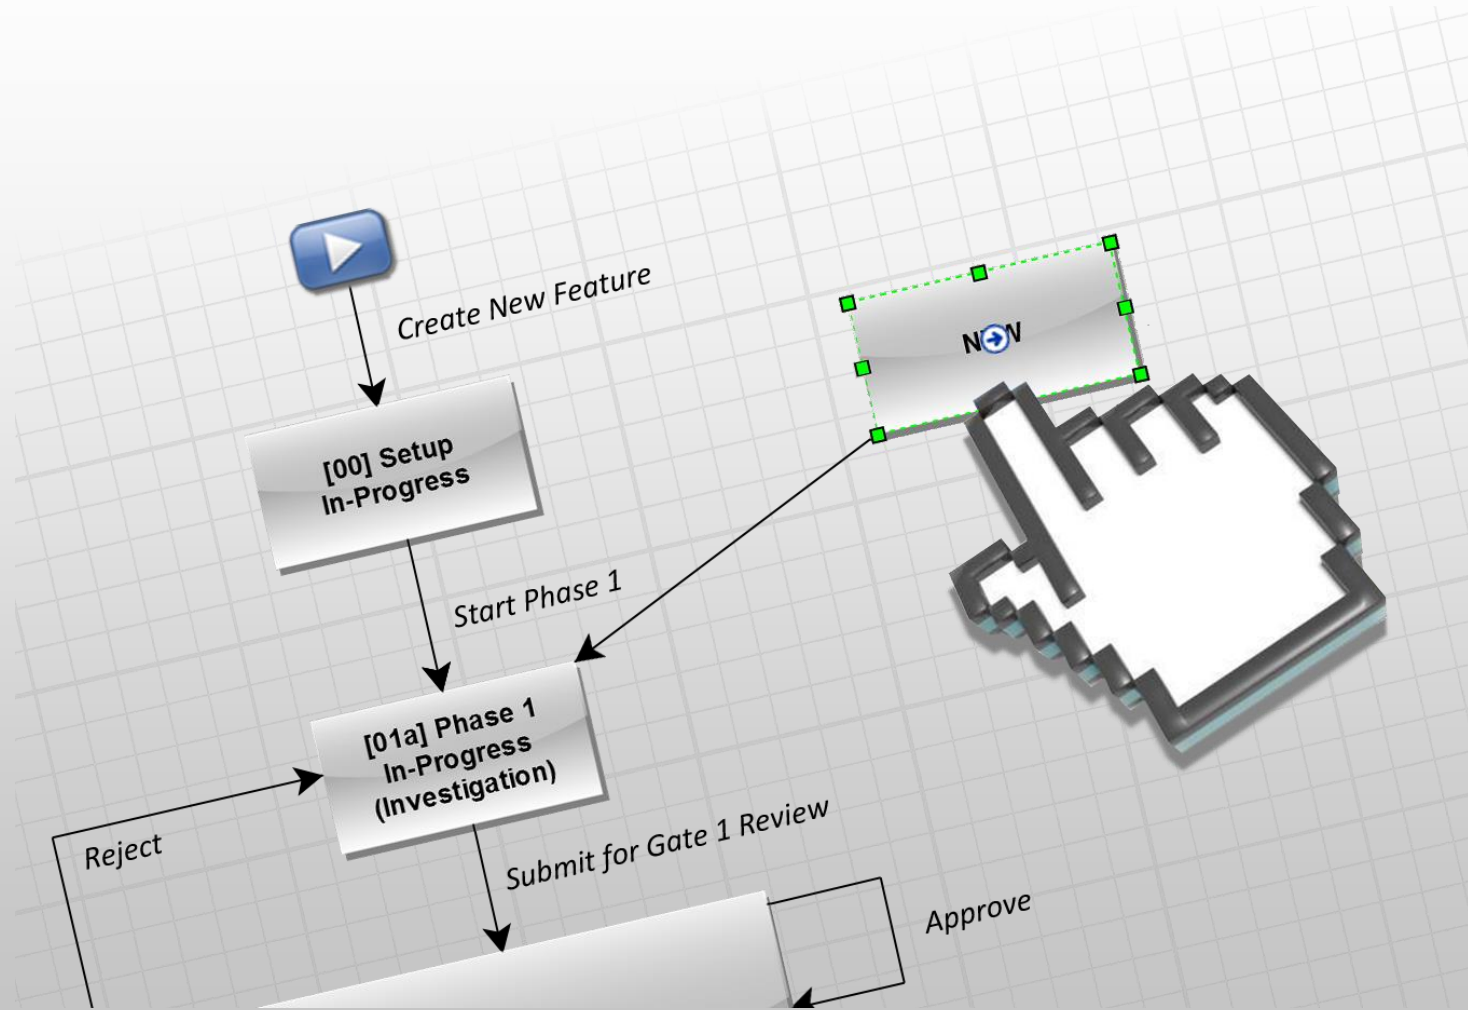 Create New Feature
[00] Setup
In-Progress
NEW
Start Phase 1
[01a] Phase 1
In-Progress
(Investigation)
Reject
Submit for Gate 1 Review
Approve